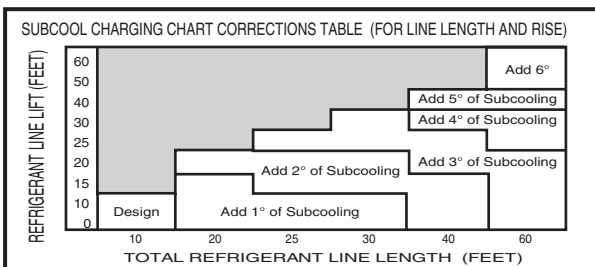 SUBCOOL CHARGING CHART CORRECTIONS TABLE (FOR LINE LENGTH AND RISE)
REFRIGERANT LINE LIFT (FEET)
60
50
40
30
25
20
15
10
0
Add 6°
Add 5° of Subcooling
Add 4° of Subcooling
Add 3° of Subcooling
Add 2° of Subcooling
Design
Add 1° of Subcooling
10 20 25 30 40 60
TOTAL REFRIGERANT LINE LENGTH (FEET)